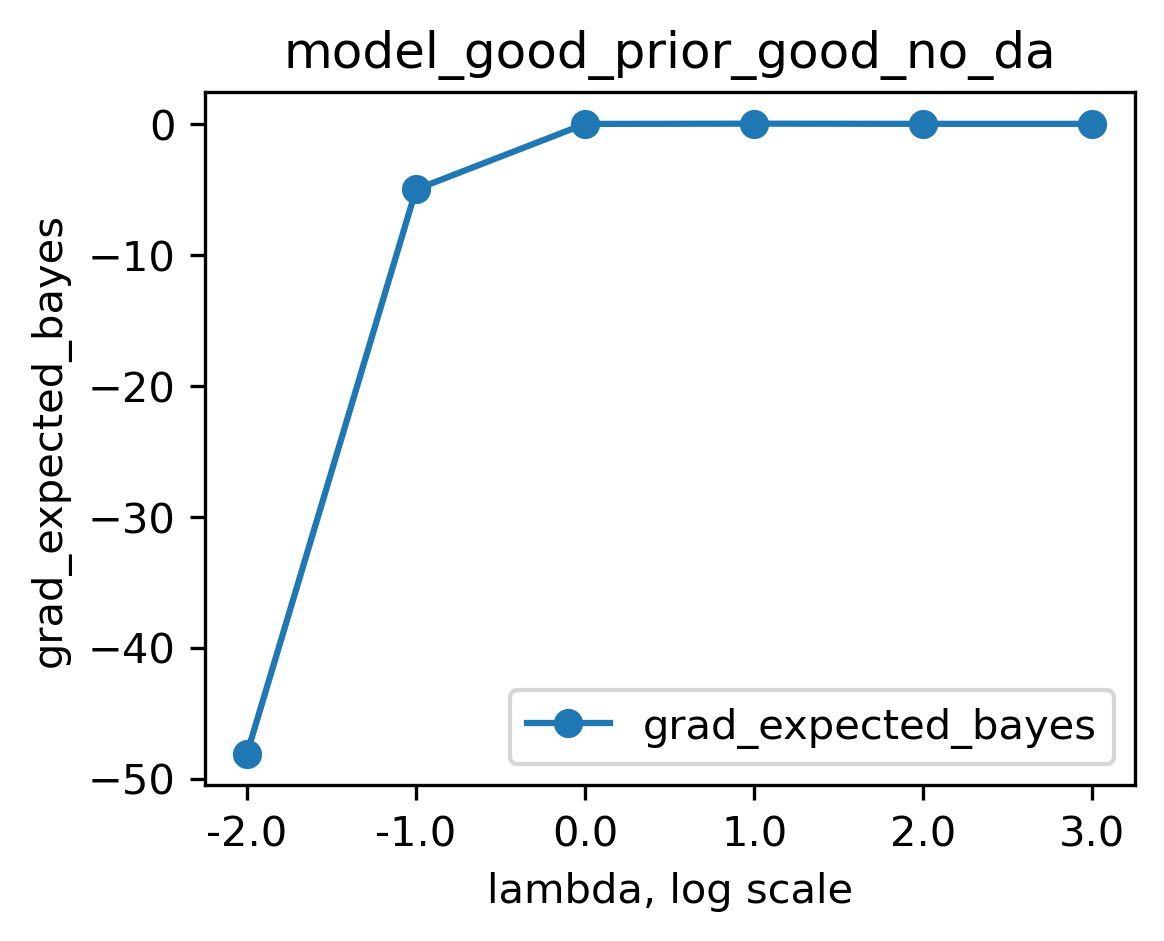 model_good_prior_good_no_da
grad_expected_bayes
0
−10
−20
−30
−40
−50
grad_expected_bayes
-2.0 -1.0 0.0 1.0 2.0 3.0
lambda, log scale